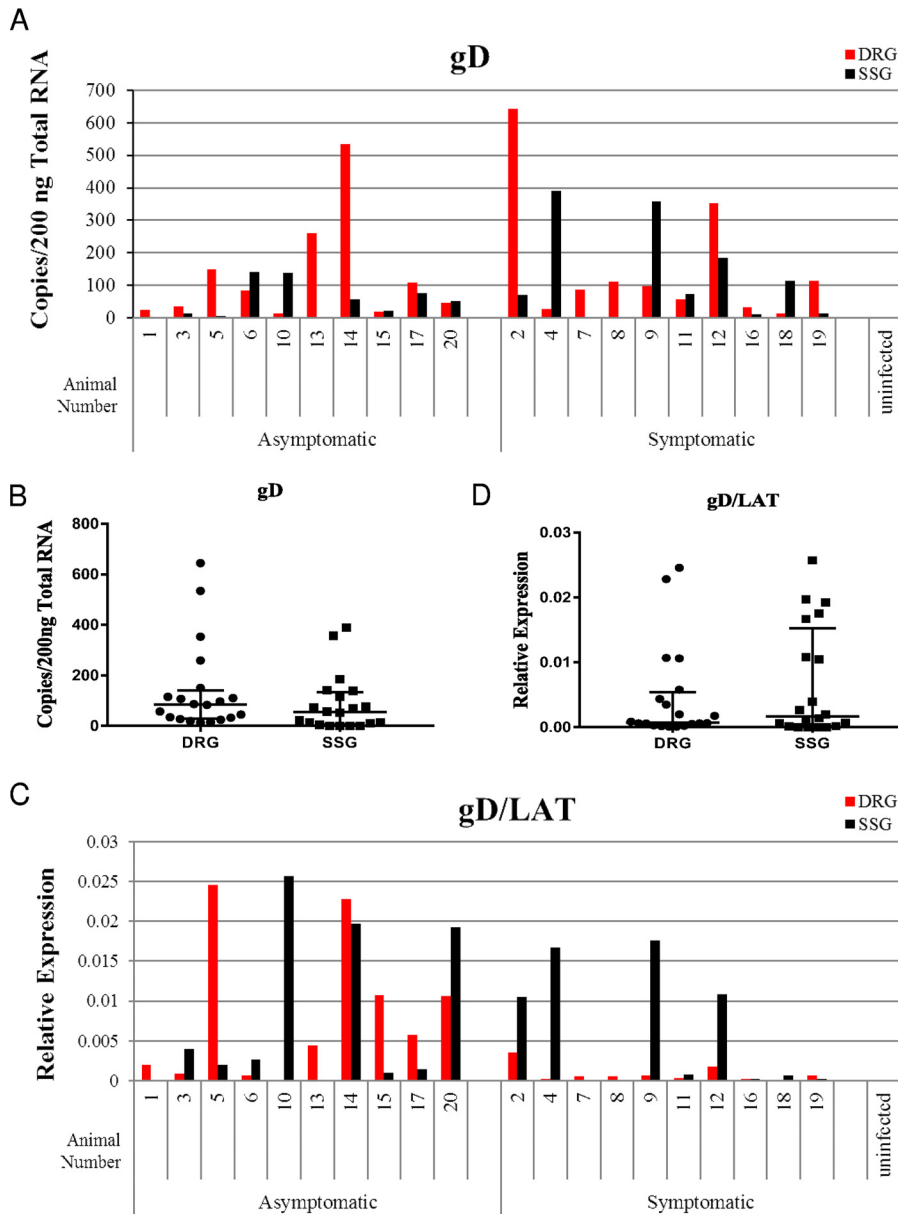 A
gD
DRG
SSG
Copies/200 ng Total RNA
700
600
500
400
300
200
100
0
1 3 5 6 10 13 14 15 17 20 2 4 7 8 9 11 12 16 18 19 uninfected
Animal Number
Asymptomatic Symptomatic
B
gD
Copies/200ng Total RNA
800
600
400
200
0
DRG SSG
D
gD/LAT
Relative Expression
0.03
0.02
0.01
0.00
DRG SSG
C
gD/LAT
DRG
SSG
Relative Expression
0.03
0.025
0.02
0.015
0.01
0.005
0
1 3 5 6 10 13 14 15 17 20 2 4 7 8 9 11 12 16 18 19 uninfected
Animal Number
Asymptomatic Symptomatic